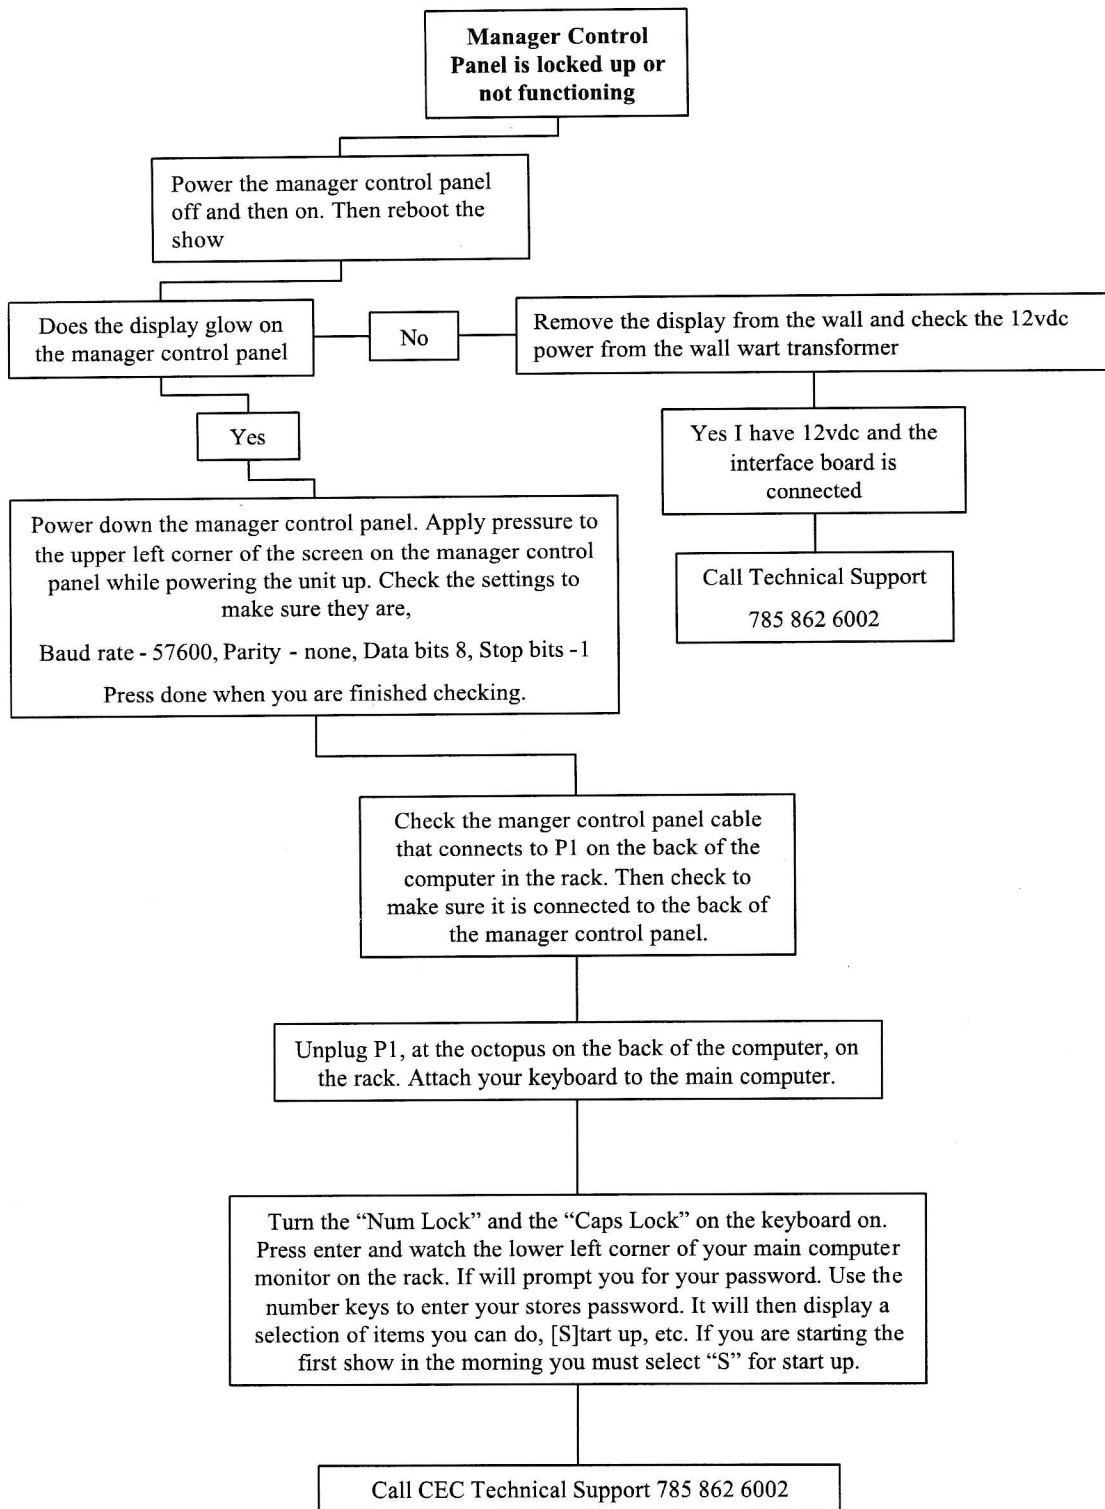 Manager Control
Panel is locked up or
not functioning
Power the manager control panel
off and then on. Then reboot the
show
Does the display glow on
the manager control panel
No
Remove the display from the wall and check the 12vdc
power from the wall wart transformer
Yes
Yes I have 12vdc and the
interface board is
connected
Power down the manager control panel. Apply pressure to
the upper left corner of the screen on the manager control
panel while powering the unit up. Check the settings to
make sure they are,
Baud rate - 57600, Parity - none, Data bits 8, Stop bits -1
Press done when you are finished checking.
Call Technical Support
785 862 6002
Check the manger control panel cable
that connects to P1 on the back of the
computer in the rack. Then check to
make sure it is connected to the back of
the manager control panel.
Unplug P1, at the octopus on the back of the computer, on
the rack. Attach your keyboard to the main computer.
Turn the “Num Lock” and the “Caps Lock” on the keyboard on.
Press enter and watch the lower left corner of your main computer
monitor on the rack. If will prompt you for your password. Use the
number keys to enter your stores password. It will then display a
selection of items you can do, [S]tart up, etc. If you are starting the
first show in the morning you must select “S” for start up.
Call CEC Technical Support 785 862 6002